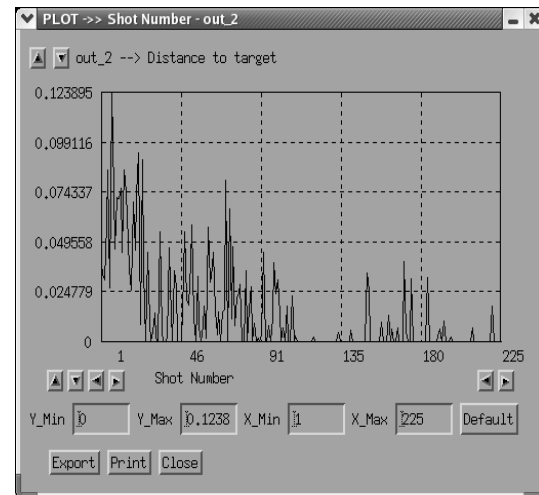 PLOT ->> Shot Number - out_2
out_2 --> Distance to target
0.123895
0.099116
0.074337
0.049558
0.024779
0
1 46 91 135 180 225
Shot Number
Y_Min 0 Y_Max 0.1238 X_Min 1 X_Max 225 Default
Export Print Close